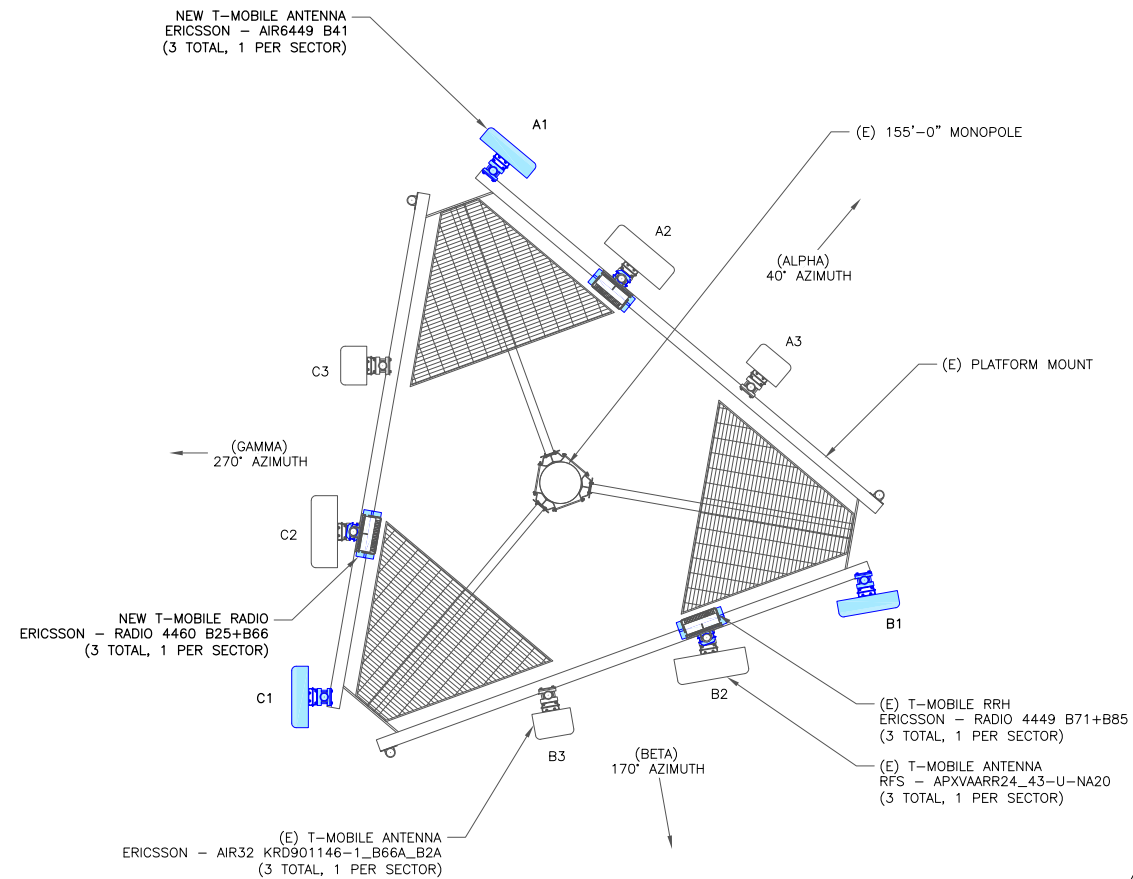 NEW T-MOBILE ANTENNA
ERICSSON - AIR6449 B41
(3 TOTAL, 1 PER SECTOR)
A1
(E) 155'-0" MONOPOLE
A2
(ALPHA)
40° AZIMUTH
A3
C3
(E) PLATFORM MOUNT
(GAMMA)
270° AZIMUTH
C2
NEW T-MOBILE RADIO
ERICSSON - RADIO 4460 B25+B66
(3 TOTAL, 1 PER SECTOR)
B1
C1
B2
(E) T-MOBILE RRH
ERICSSON - RADIO 4449 B71+B85
(3 TOTAL, 1 PER SECTOR)
B3
(BETA)
170° AZIMUTH
(E) T-MOBILE ANTENNA
RFS - APXVAARR24_43-U-NA20
(3 TOTAL, 1 PER SECTOR)
(E) T-MOBILE ANTENNA
ERICSSON - AIR32 KRD901146-1_B66A_B2A
(3 TOTAL, 1 PER SECTOR)